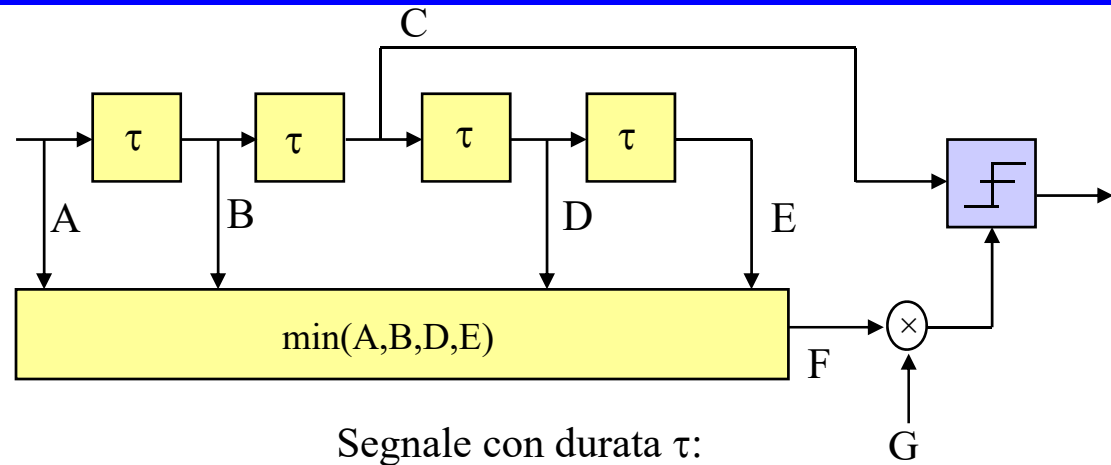 C
τ τ τ τ
A B D E
min(A,B,D,E)
F
×
Segnale con durata τ:
G